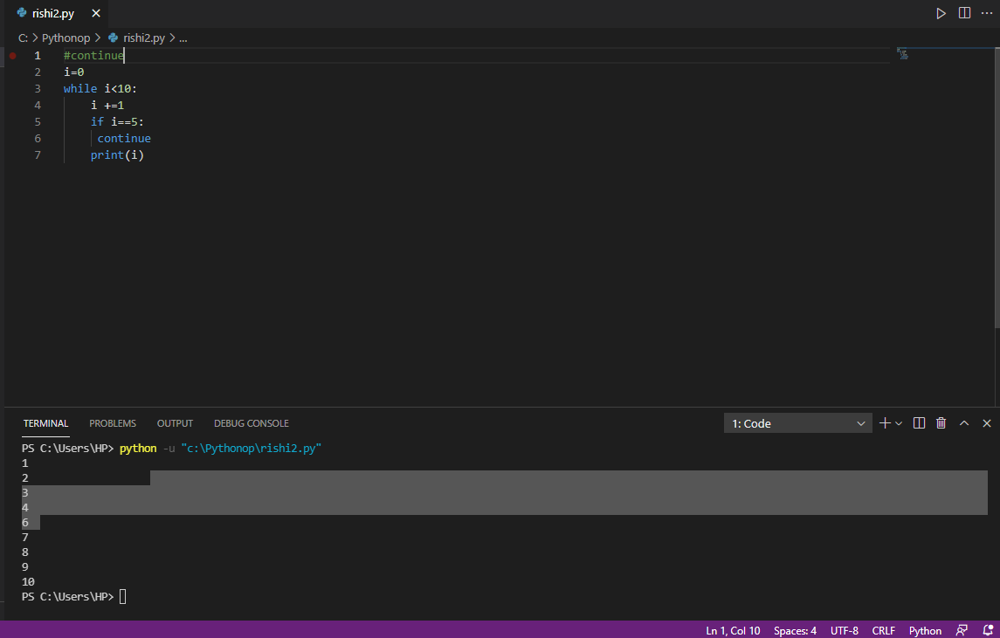 rishi2.py
C: > Pythonop > rishi2.py > ...
1 #continue
2 i=0
3 while i<10:
4     i +=1
5     if i==5:
6      continue
7     print(i)
TERMINAL PROBLEMS OUTPUT DEBUG CONSOLE 1: Code
PS C:\Users\HP> python -u "c:\Pythonop\rishi2.py"
1
2
3
4
6
7
8
9
10
PS C:\Users\HP>
Ln 1, Col 10 Spaces: 4 UTF-8 CRLF Python